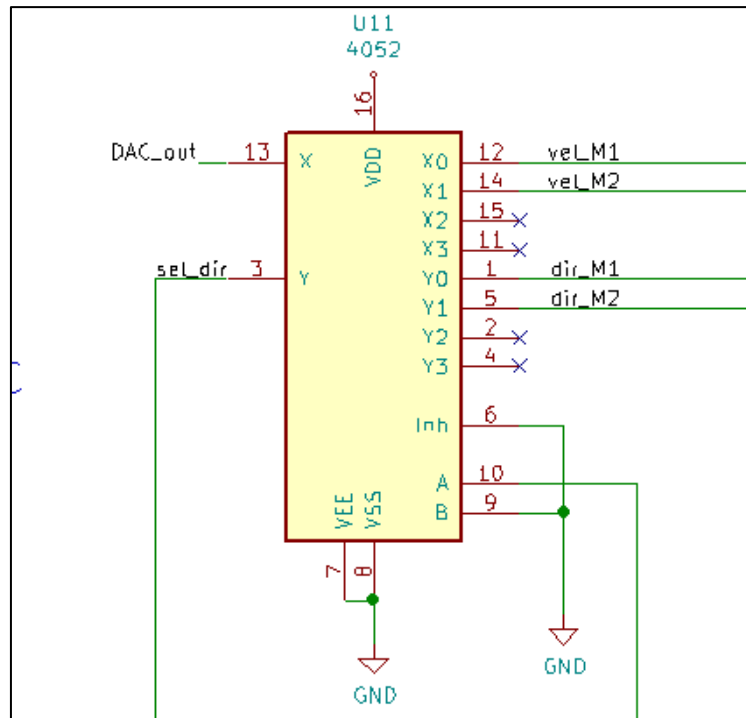 U11
4052
16
VDD
DAC_out 13 X
X0 12 vel_M1
X1 14 vel_M2
X2 15
X3 11
sel_dir 3 Y
Y0 1 dir_M1
Y1 5 dir_M2
Y2 2
Y3 4
Inh 6
A 10
B 9
VEE VSS
7 8
GND
GND